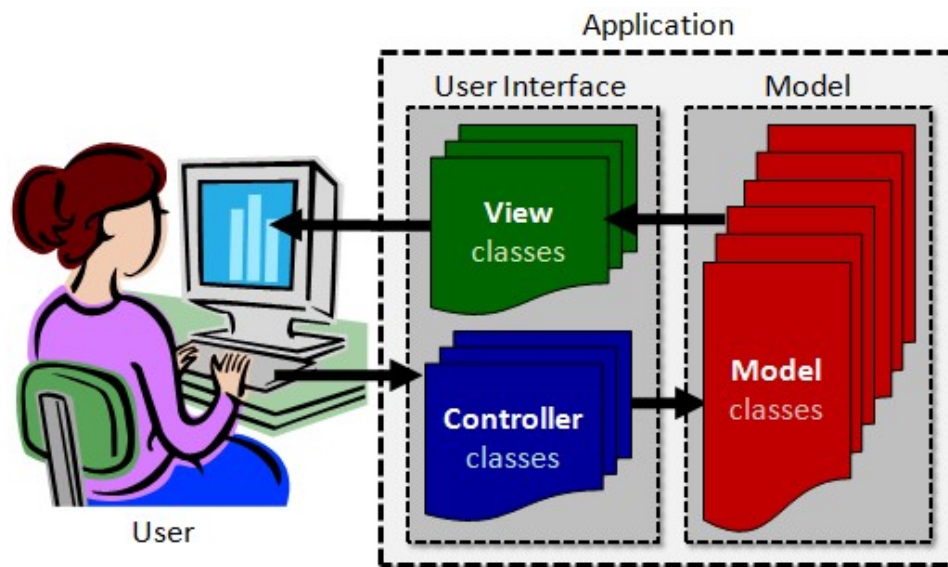 Application
User Interface
Model
View
classes
Controller
classes
Model
classes
User